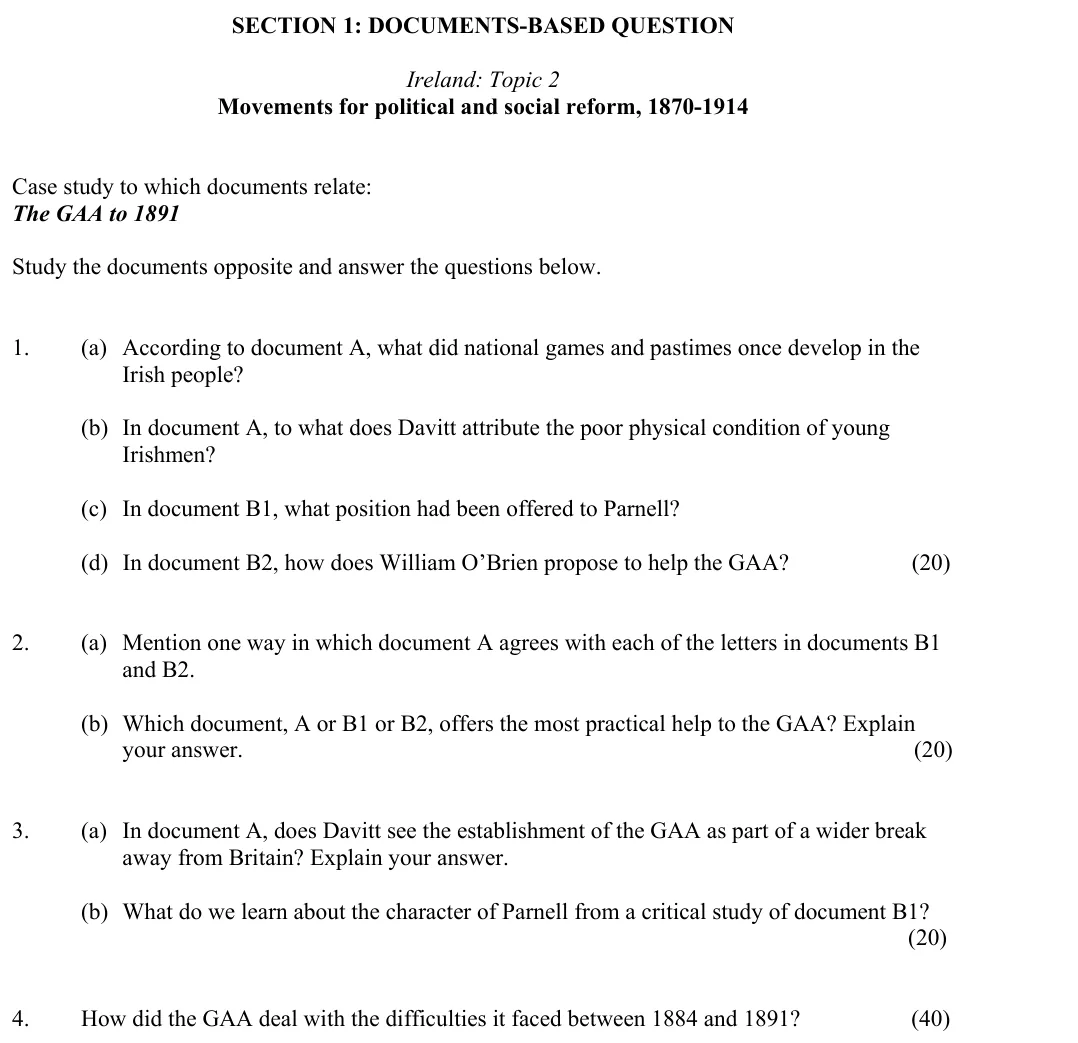 SECTION 1: DOCUMENTS-BASED QUESTION
Ireland: Topic 2
Movements for political and social reform, 1870-1914
Case study to which documents relate:
The GAA to 1891
Study the documents opposite and answer the questions below.
1. (a) According to document A, what did national games and pastimes once develop in the
Irish people?
(b) In document A, to what does Davitt attribute the poor physical condition of young
Irishmen?
(c) In document B1, what position had been offered to Parnell?
(d) In document B2, how does William O’Brien propose to help the GAA? (20)
2. (a) Mention one way in which document A agrees with each of the letters in documents B1
and B2.
(b) Which document, A or B1 or B2, offers the most practical help to the GAA? Explain
your answer. (20)
3. (a) In document A, does Davitt see the establishment of the GAA as part of a wider break
away from Britain? Explain your answer.
(b) What do we learn about the character of Parnell from a critical study of document B1?
(20)
4. How did the GAA deal with the difficulties it faced between 1884 and 1891? (40)